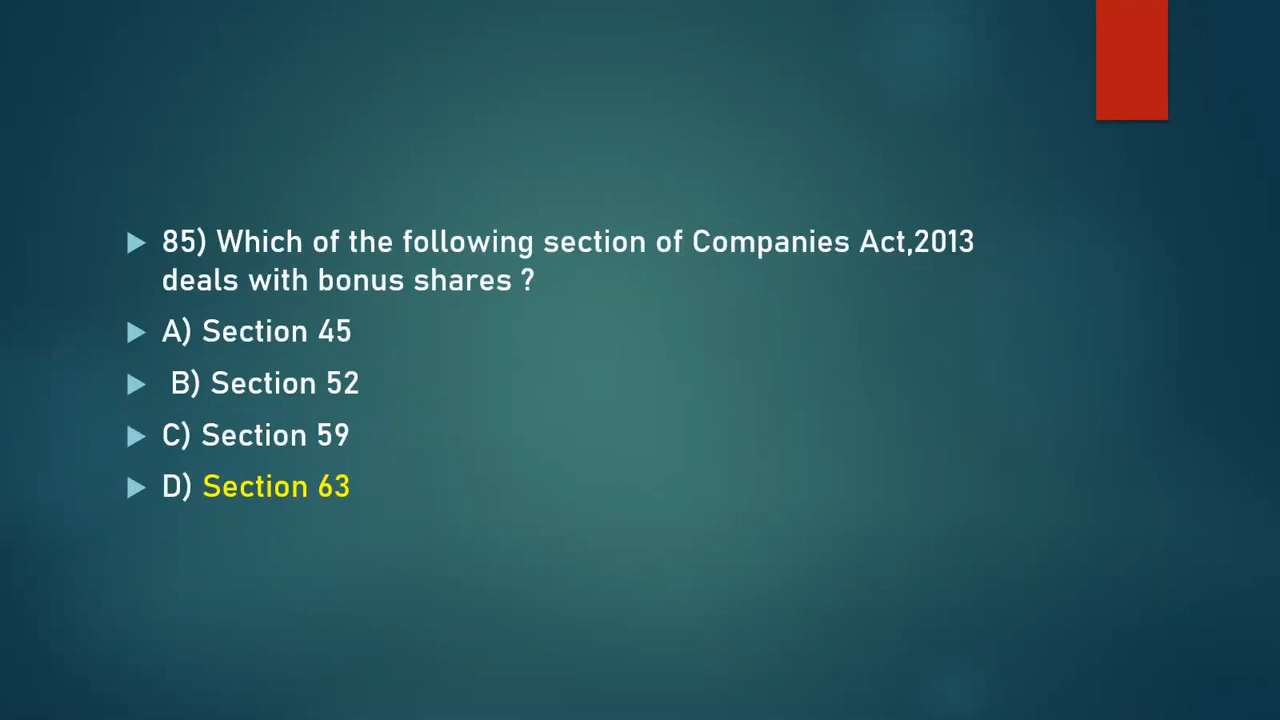 85) Which of the following section of Companies Act,2013
deals with bonus shares ?
A) Section 45
B) Section 52
C) Section 59
D) Section 63